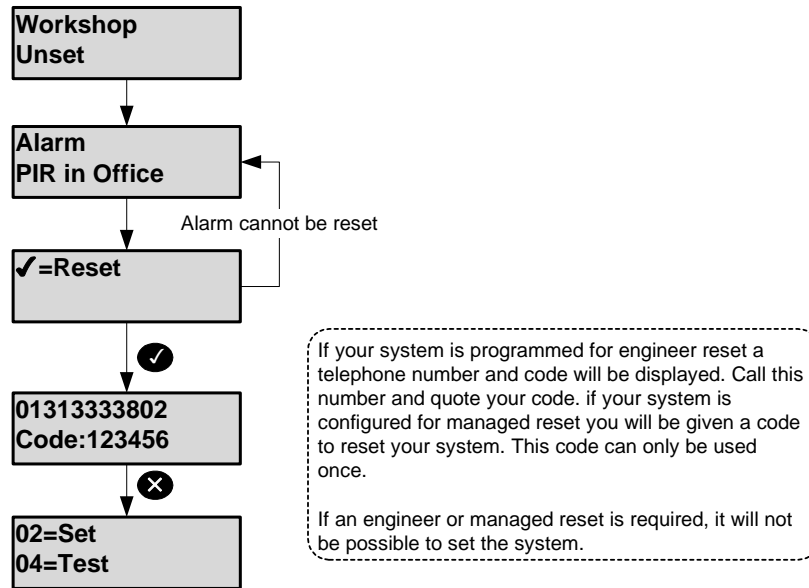 Workshop
Unset
Alarm
PIR in Office
Alarm cannot be reset
✓=Reset
01313333802
Code:123456
02=Set
04=Test
If your system is programmed for engineer reset a
telephone number and code will be displayed. Call this
number and quote your code. if your system is
configured for managed reset you will be given a code
to reset your system. This code can only be used
once.
If an engineer or managed reset is required, it will not
be possible to set the system.